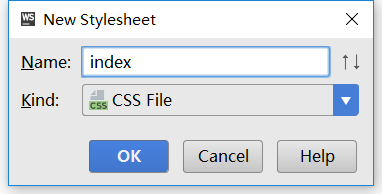 WS New Stylesheet
Name: index
Kind: CSS CSS File
OK Cancel Help